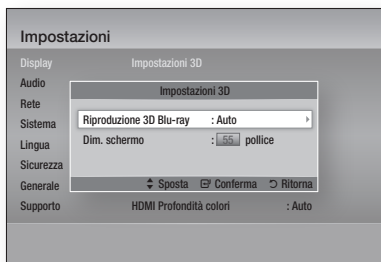 Impostazioni
Display Impostazioni 3D
Audio
Rete
Sistema
Lingua
Sicurezza
Generale
Supporto
Impostazioni 3D
Riproduzione 3D Blu-ray : Auto
Dim. schermo : 55 pollice
Sposta Conferma Ritorna
HDMI Profondità colori : Auto